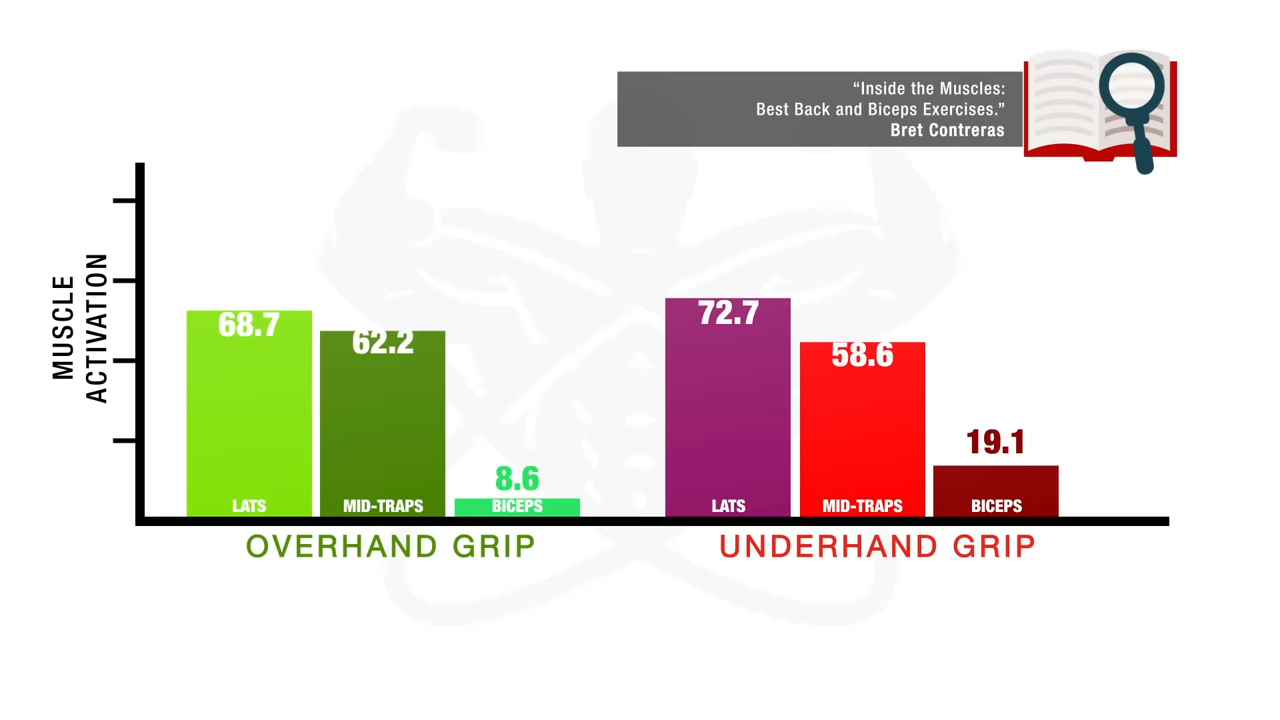 “Inside the Muscles:
Best Back and Biceps Exercises.”
Bret Contreras
MUSCLE
ACTIVATION
68.7
62.2
8.6
72.7
58.6
19.1
LATS
MID-TRAPS
BICEPS
LATS
MID-TRAPS
BICEPS
OVERHAND GRIP
UNDERHAND GRIP